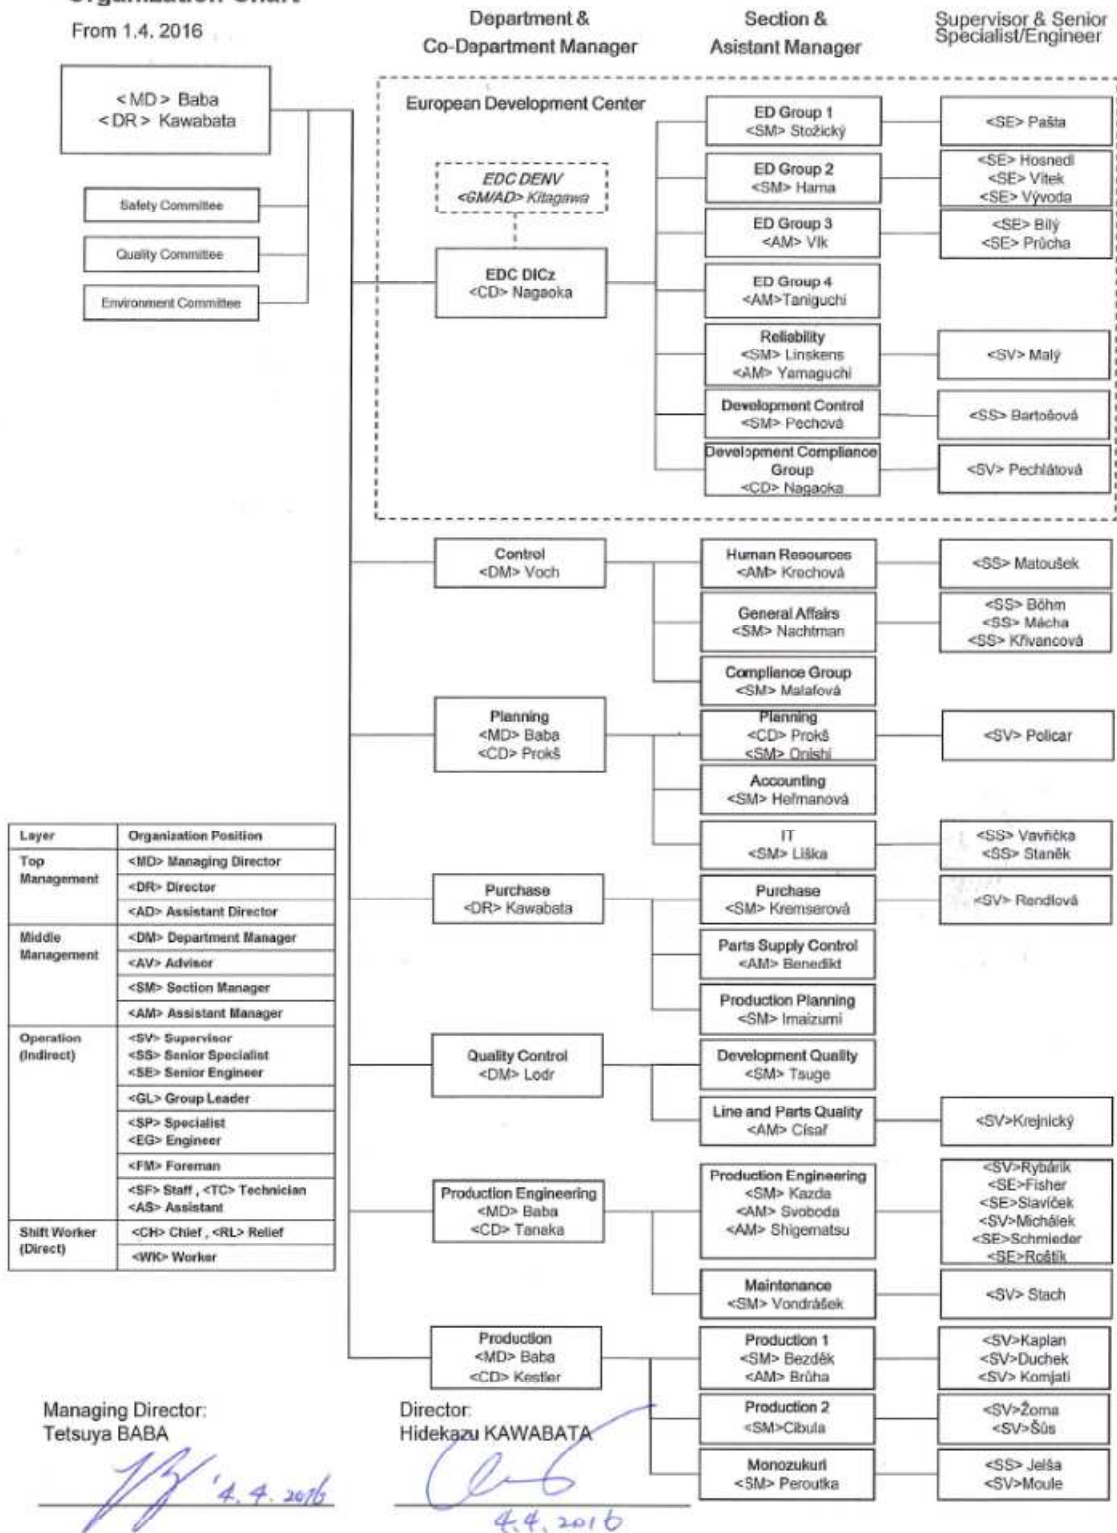 Organization Chart
From 1.4. 2016
Department &
Co-Department Manager
Section &
Asistant Manager
Supervisor & Senior
Specialist/Engineer
<MD> Baba
<DR> Kawabata
Safety Committee
Quality Committee
Environment Committee
European Development Center
EDC DENV
<GM/AD> Kitagawa
EDC DICz
<CD> Nagaoka
ED Group 1
<SM> Stožický
<SE> Pašta
ED Group 2
<SM> Hama
<SE> Hosnedl
<SE> Vítek
<SE> Vývoda
ED Group 3
<AM> Vlk
<SE> Bílý
<SE> Průcha
ED Group 4
<AM>Taniguchi
Reliability
<SM> Linskens
<AM> Yamaguchi
<SV> Malý
Development Control
<SM> Pechová
<SS> Bartošová
Development Compliance
Group
<CD> Nagaoka
<SV> Pechlátová
Control
<DM> Voch
Human Resources
<AM> Krechová
<SS> Matoušek
General Affairs
<SM> Nachtman
<SS> Böhm
<SS> Mácha
<SS> Křivancová
Compliance Group
<SM> Malafová
Planning
<MD> Baba
<CD> Prokš
Planning
<CD> Prokš
<SM> Onishi
<SV> Policar
Accounting
<SM> Heřmanová
IT
<SM> Liška
<SS> Vavřička
<SS> Staněk
Purchase
<DR> Kawabata
Purchase
<SM> Kremserová
<SV> Rendlová
Parts Supply Control
<AM> Benedikt
Production Planning
<SM> Imaizumi
Quality Control
<DM> Lodr
Development Quality
<SM> Tsuge
Line and Parts Quality
<AM> Císař
<SV>Krejnický
Production Engineering
<MD> Baba
<CD> Tanaka
Production Engineering
<SM> Kazda
<AM> Svoboda
<AM> Shigematsu
<SV>Rybárik
<SE>Fisher
<SE>Slavíček
<SV>Michálek
<SE>Schmieder
<SE>Roštík
Maintenance
<SM> Vondrášek
<SV> Stach
Production
<MD> Baba
<CD> Kestler
Production 1
<SM> Bezděk
<AM> Brůha
<SV>Kaplan
<SV>Duchek
<SV> Komjati
Production 2
<SM>Cibula
<SV>Žoma
<SV>Šůs
Monozukuri
<SM> Peroutka
<SS> Jelša
<SV>Moule
Layer Organization Position
Top
Management
<MD> Managing Director
<DR> Director
<AD> Assistant Director
Middle
Management
<DM> Department Manager
<AV> Advisor
<SM> Section Manager
<AM> Assistant Manager
Operation
(Indirect)
<SV> Supervisor
<SS> Senior Specialist
<SE> Senior Engineer
<GL> Group Leader
<SP> Specialist
<EG> Engineer
<FM> Foreman
<SF> Staff , <TC> Technician
<AS> Assistant
Shift Worker
(Direct)
<CH> Chief , <RL> Relief
<WK> Worker
Managing Director:
Tetsuya BABA
'4. 4. 2016
Director:
Hidekazu KAWABATA
4.4. 2016